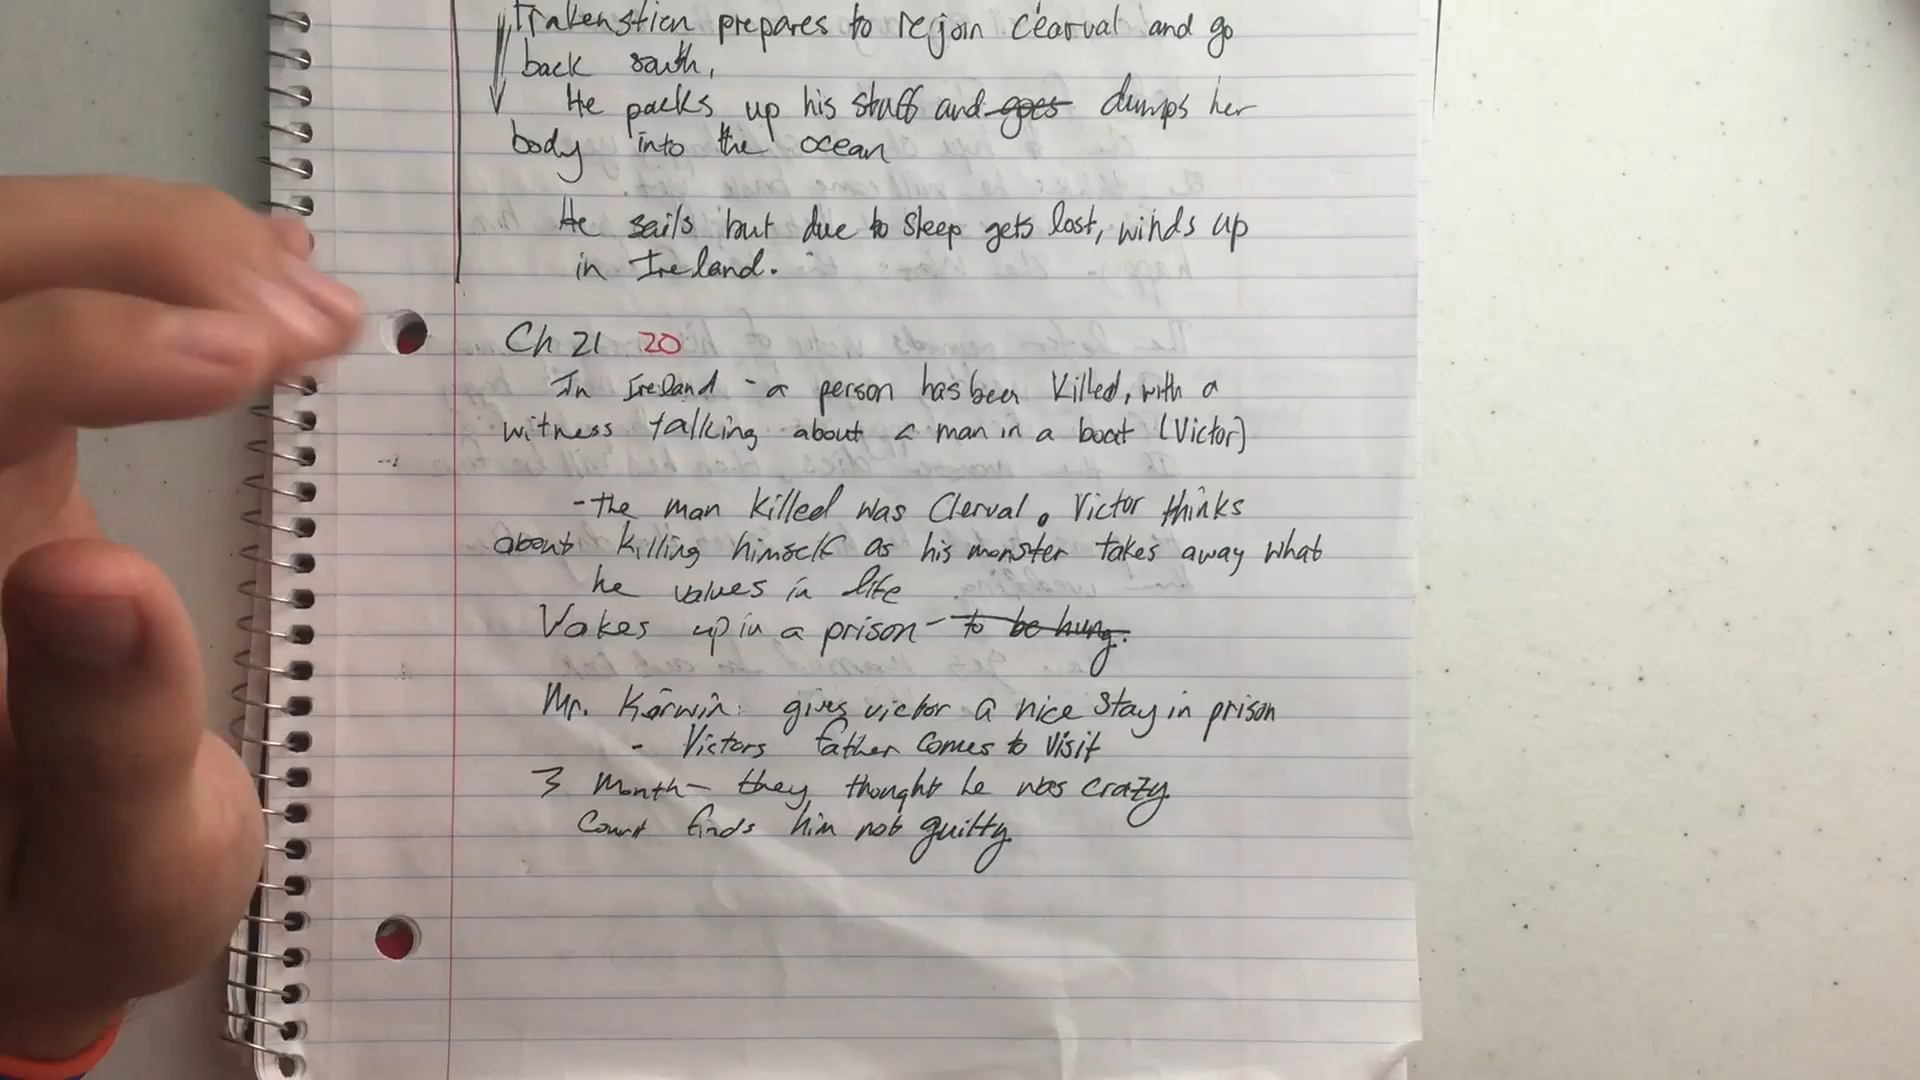 Frakenstien prepares to rejoin Clearval and go
back south,
He packs up his stuff and goes dumps her
body into the ocean
He sails but due to sleep gets lost, winds up
in Ireland.
Ch 21 20
In Ireland - a person has been killed, with a
witness talking about a man in a boat (Victor)
- the man killed was Clerval. Victor thinks
about killing himself as his monster takes away what
he values in life
Wakes up in a prison - to be hung.
Mr. Kerwin: gives victor a nice stay in prison
- Victors father comes to visit
3 Month - they thought he was crazy
Court finds him not guilty